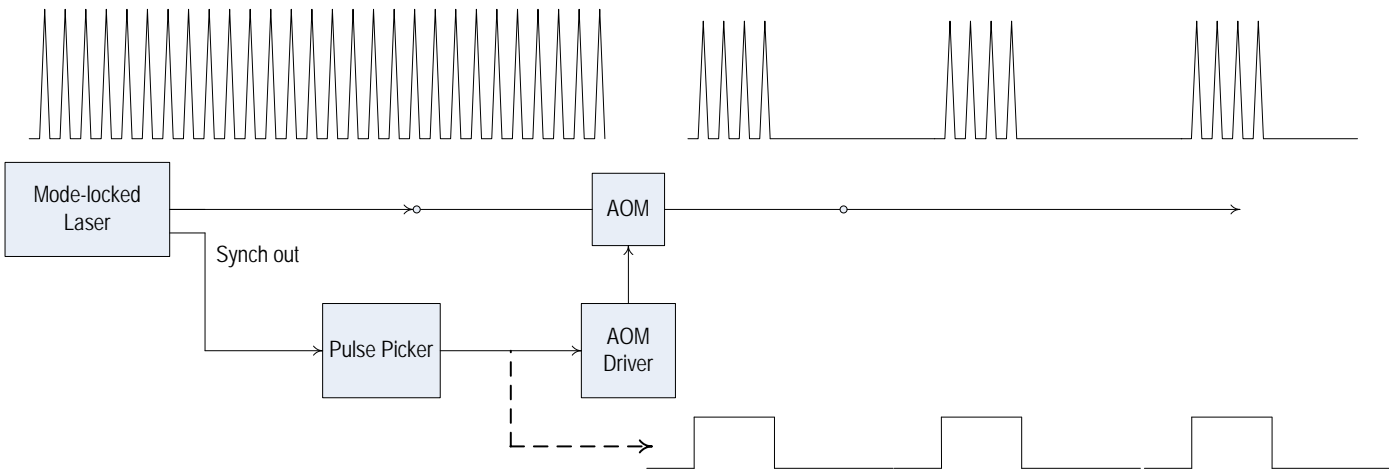 Mode-locked
Laser
AOM
Synch out
Pulse Picker
AOM
Driver